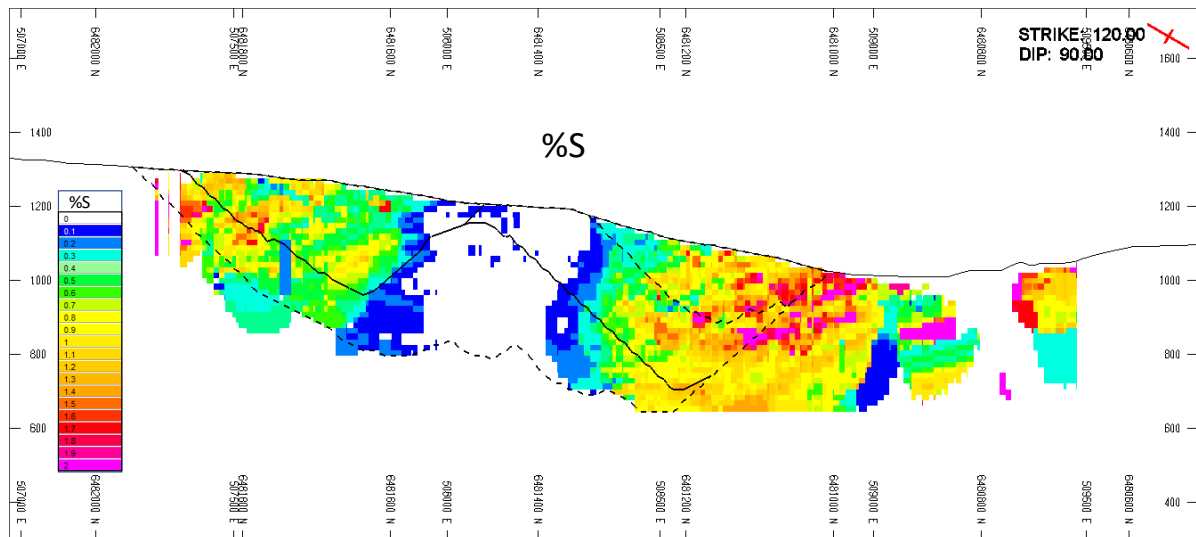 507000 E
6482000 N
507500 E
6481800 N
6481600 N
508000 E
6481400 N
508500 E
6481200 N
6481000 N
509000 E
6480800 N
509500 E
6480600 N
STRIKE: 120.00
DIP: 90.00
1600
1400
%S
1400
1200
1200
%S
0
0.1
0.2
0.3
0.4
0.5
0.6
0.7
0.8
0.9
1
1.1
1.2
1.3
1.4
1.5
1.6
1.7
1.8
1.9
2
1000
1000
800
800
600
600
400
507000 E
6482000 N
507500 E
6481800 N
6481600 N
508000 E
6481400 N
508500 E
6481200 N
6481000 N
509000 E
6480800 N
509500 E
6480600 N